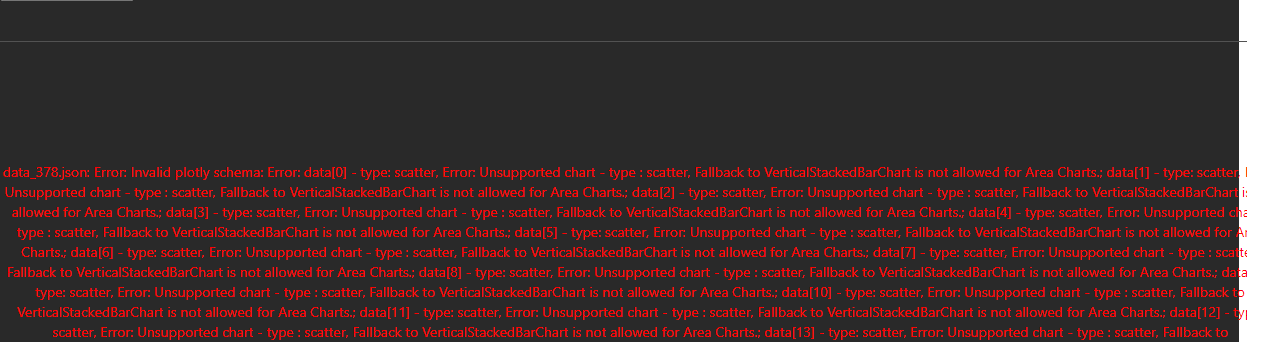 data_378.json: Error: Invalid plotly schema: Error: data[0] - type: scatter, Error: Unsupported chart - type : scatter, Fallback to VerticalStackedBarChart is not allowed for Area Charts.; data[1] - type: scatter,
Unsupported chart - type : scatter, Fallback to VerticalStackedBarChart is not allowed for Area Charts.; data[2] - type: scatter, Error: Unsupported chart - type : scatter, Fallback to VerticalStackedBarChart
allowed for Area Charts.; data[3] - type: scatter, Error: Unsupported chart - type : scatter, Fallback to VerticalStackedBarChart is not allowed for Area Charts.; data[4] - type: scatter, Error: Unsupported
type : scatter, Fallback to VerticalStackedBarChart is not allowed for Area Charts.; data[5] - type: scatter, Error: Unsupported chart - type : scatter, Fallback to VerticalStackedBarChart is not allowed for
Charts.; data[6] - type: scatter, Error: Unsupported chart - type : scatter, Fallback to VerticalStackedBarChart is not allowed for Area Charts.; data[7] - type: scatter, Error: Unsupported chart - type :
Fallback to VerticalStackedBarChart is not allowed for Area Charts.; data[8] - type: scatter, Error: Unsupported chart - type : scatter, Fallback to VerticalStackedBarChart is not allowed for Area Charts.;
type: scatter, Error: Unsupported chart - type : scatter, Fallback to VerticalStackedBarChart is not allowed for Area Charts.; data[10] - type: scatter, Error: Unsupported chart - type : scatter, Fallback to
VerticalStackedBarChart is not allowed for Area Charts.; data[11] - type: scatter, Error: Unsupported chart - type : scatter, Fallback to VerticalStackedBarChart is not allowed for Area Charts.; data[12] -
scatter, Error: Unsupported chart - type : scatter, Fallback to VerticalStackedBarChart is not allowed for Area Charts.; data[13] - type: scatter, Error: Unsupported chart - type : scatter, Fallback to